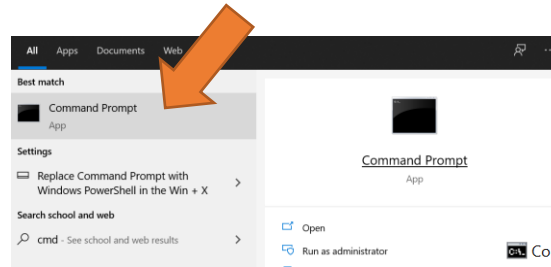 All Apps Documents Web
Best match
Command Prompt
App
Settings
Replace Command Prompt with
Windows PowerShell in the Win + X
Search school and web
cmd - See school and web results
Command Prompt
App
Open
Run as administrator
C:\. Co